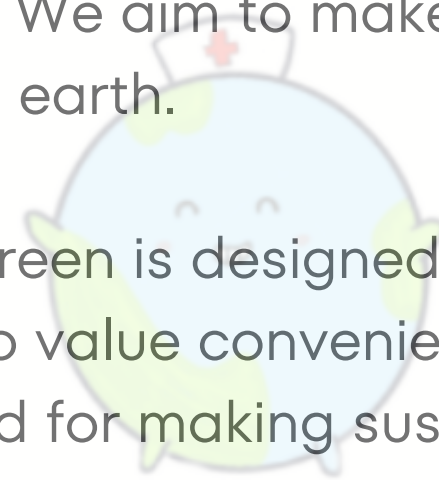 We aim to make
earth.
reen is designed
o value convenie
d for making sus